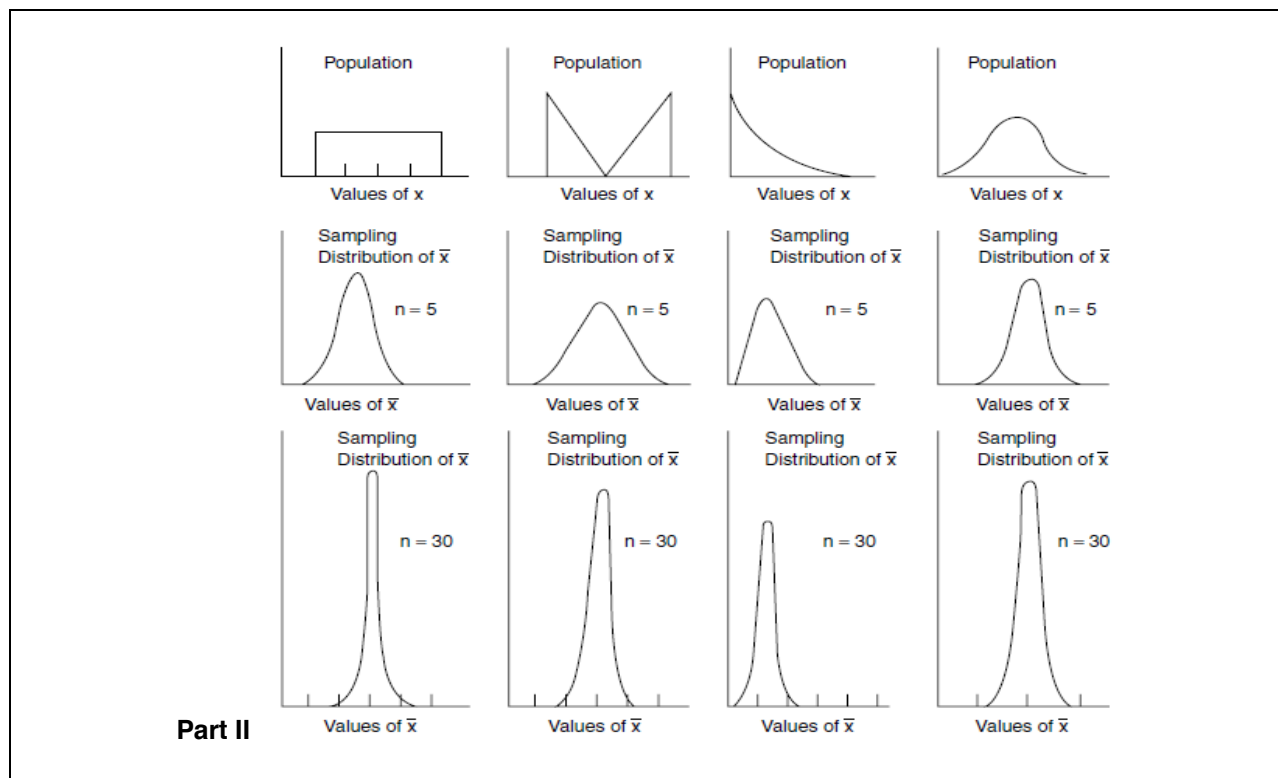 Population
Population
Population
Population
Values of x
Values of x
Values of x
Values of x
Sampling
Distribution of x̅
n = 5
Sampling
Distribution of x̅
n = 5
Sampling
Distribution of x̅
n = 5
Sampling
Distribution of x̅
n = 5
Values of x̅
Values of x̅
Values of x̅
Values of x̅
Sampling
Distribution of x̅
n = 30
Sampling
Distribution of x̅
n = 30
Sampling
Distribution of x̅
n = 30
Sampling
Distribution of x̅
n = 30
Values of x̅
Values of x̅
Values of x̅
Values of x̅
Part II